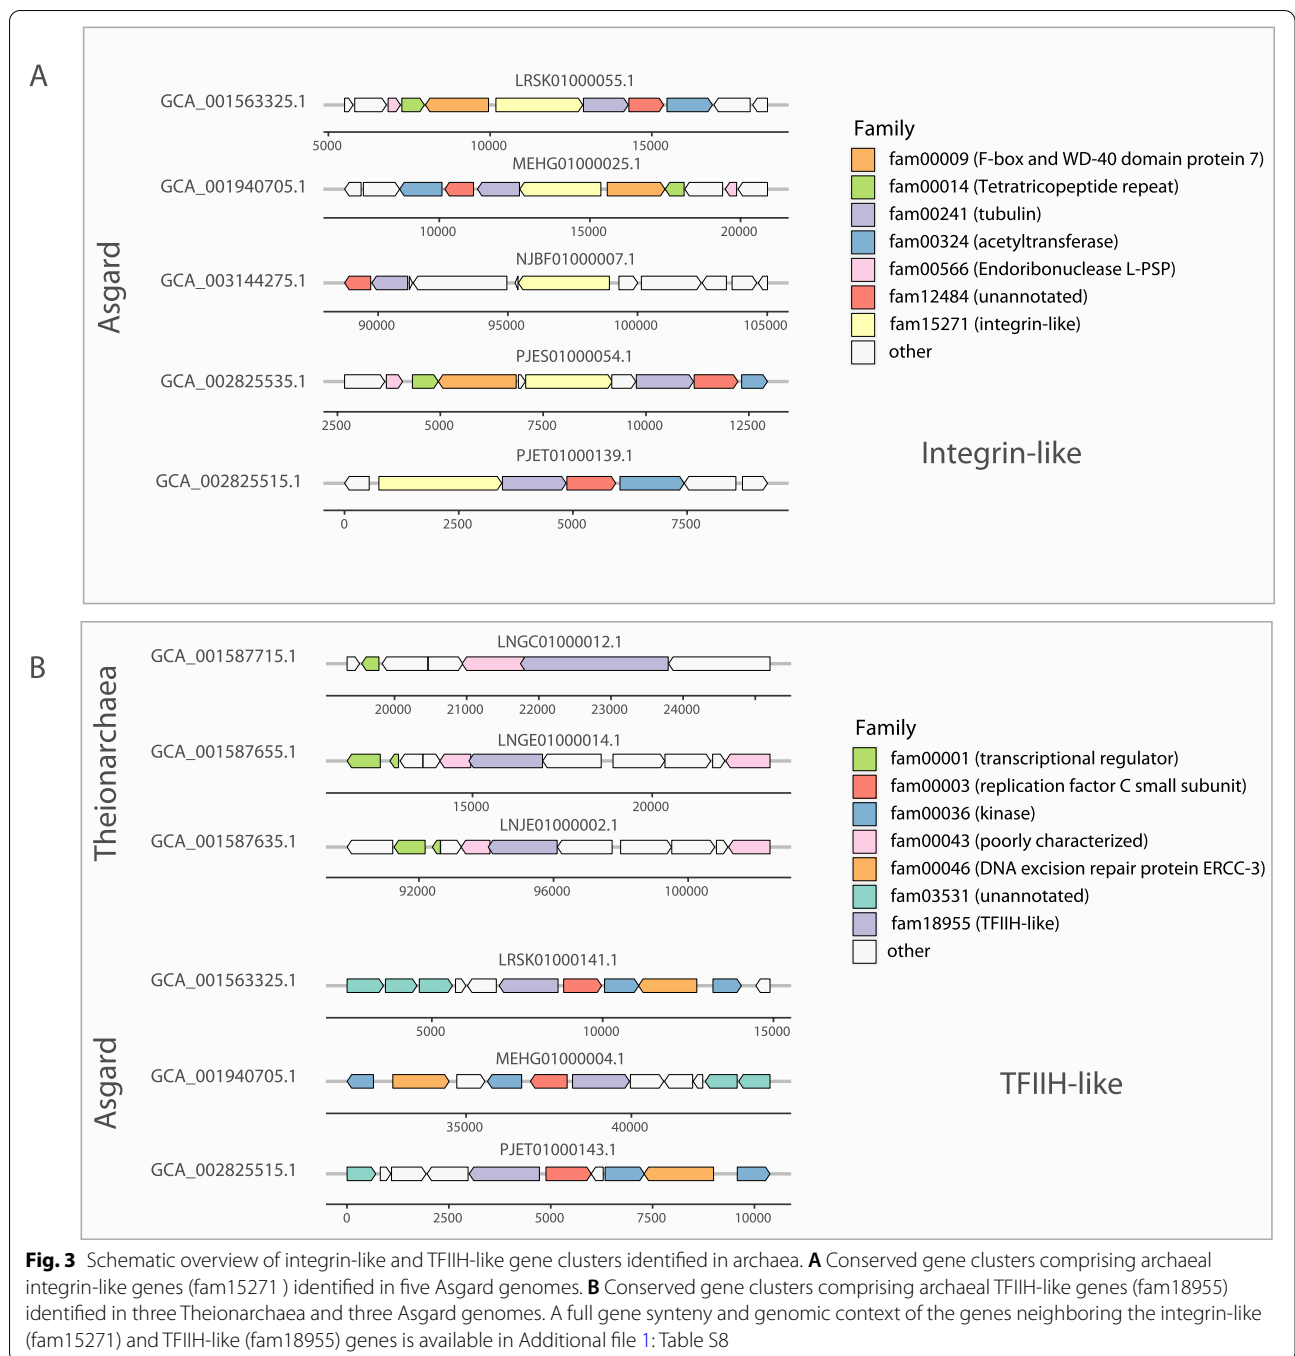 A
Asgard
GCA_001563325.1
LRSK01000055.1
5000 10000 15000
GCA_001940705.1
MEHG01000025.1
10000 15000 20000
GCA_003144275.1
NJBF01000007.1
90000 95000 100000 105000
GCA_002825535.1
PJES01000054.1
2500 5000 7500 10000 12500
GCA_002825515.1
PJET01000139.1
0 2500 5000 7500
Family
fam00009 (F-box and WD-40 domain protein 7)
fam00014 (Tetratricopeptide repeat)
fam00241 (tubulin)
fam00324 (acetyltransferase)
fam00566 (Endoribonuclease L-PSP)
fam12484 (unannotated)
fam15271 (integrin-like)
other
Integrin-like
B
Theionarchaea
GCA_001587715.1
LNGC01000012.1
20000 21000 22000 23000 24000
GCA_001587655.1
LNGE01000014.1
15000 20000
GCA_001587635.1
LNJE01000002.1
92000 96000 100000
Asgard
GCA_001563325.1
LRSK01000141.1
5000 10000 15000
GCA_001940705.1
MEHG01000004.1
35000 40000
GCA_002825515.1
PJET01000143.1
0 2500 5000 7500 10000
Family
fam00001 (transcriptional regulator)
fam00003 (replication factor C small subunit)
fam00036 (kinase)
fam00043 (poorly characterized)
fam00046 (DNA excision repair protein ERCC-3)
fam03531 (unannotated)
fam18955 (TFIIH-like)
other
TFIIH-like
Fig. 3 Schematic overview of integrin-like and TFIIH-like gene clusters identified in archaea. A Conserved gene clusters comprising archaeal
integrin-like genes (fam15271 ) identified in five Asgard genomes. B Conserved gene clusters comprising archaeal TFIIH-like genes (fam18955)
identified in three Theionarchaea and three Asgard genomes. A full gene synteny and genomic context of the genes neighboring the integrin-like
(fam15271) and TFIIH-like (fam18955) genes is available in Additional file 1: Table S8